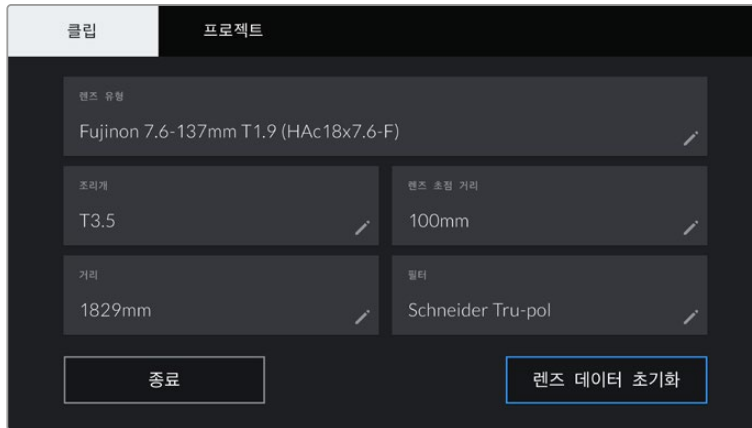 클립 프로젝트
렌즈 유형
Fujinon 7.6-137mm T1.9 (HAc18x7.6-F)
조리개 렌즈 초점 거리
T3.5 100mm
거리 필터
1829mm Schneider Tru-pol
종료 렌즈 데이터 초기화